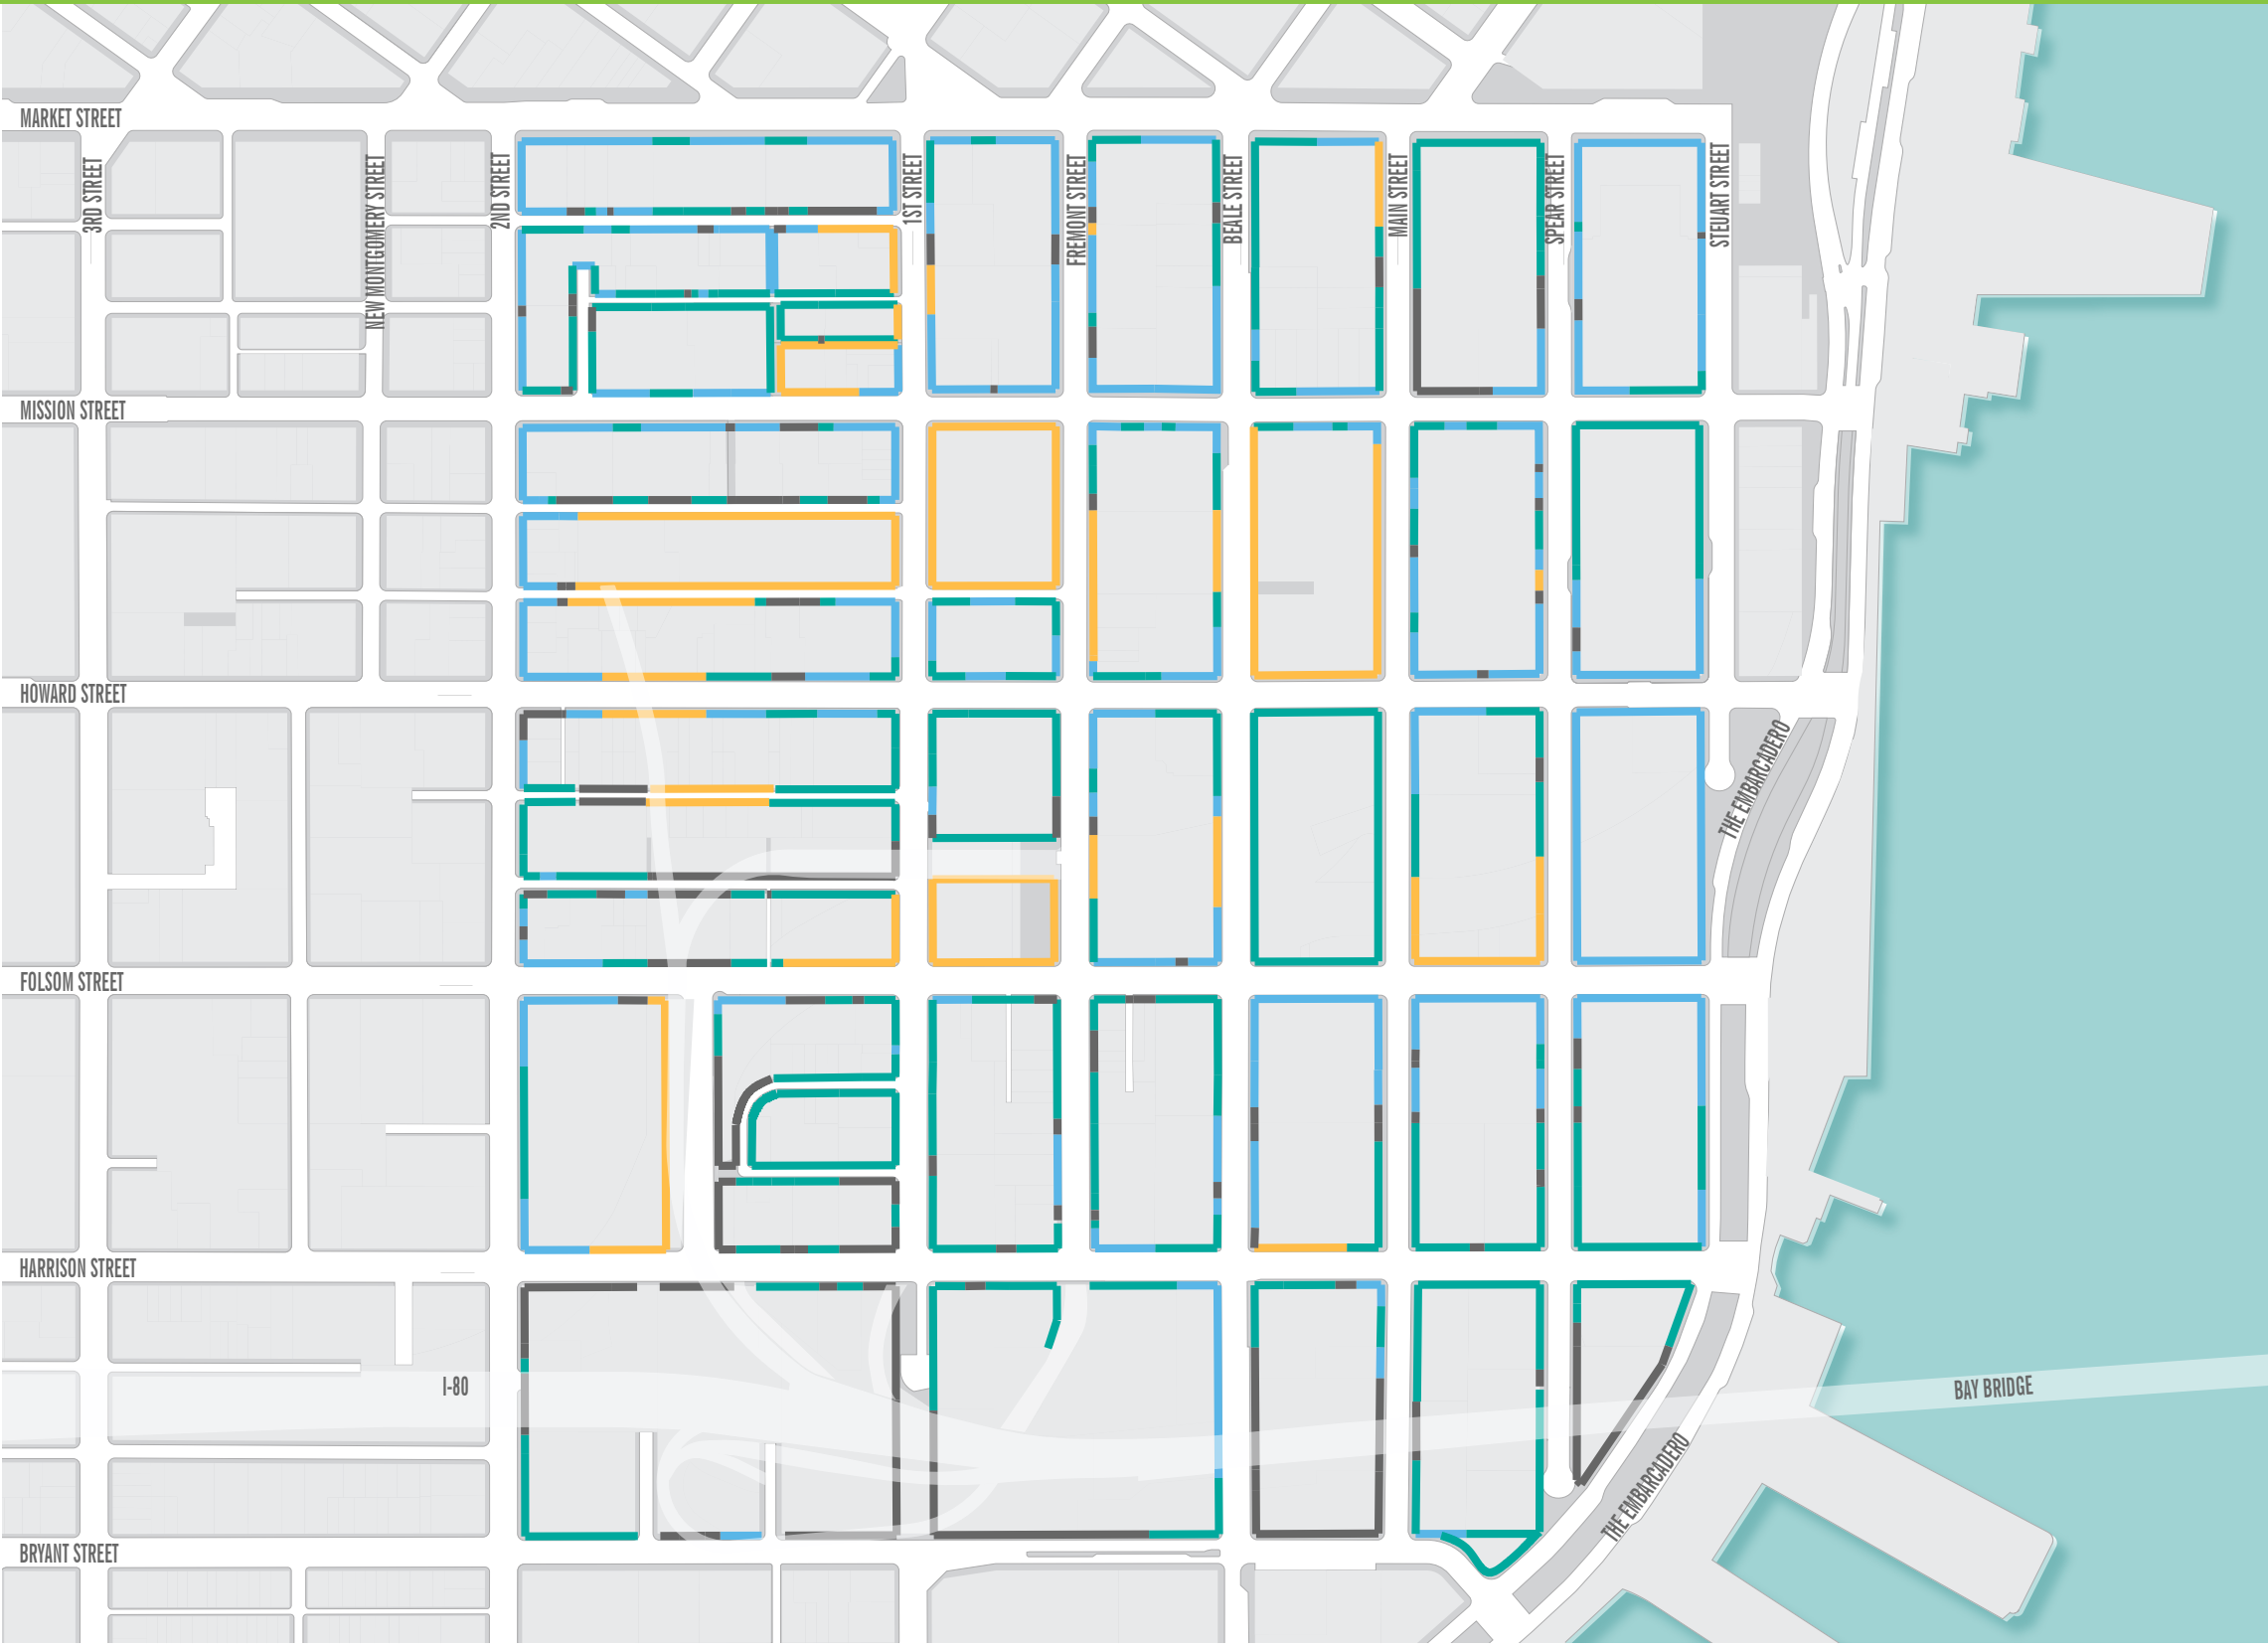 MARKET STREET
3RD STREET
NEW MONTGOMERY STREET
2ND STREET
1ST STREET
FREMONT STREET
BEALE STREET
MAIN STREET
SPEAR STREET
STEUART STREET
MISSION STREET
HOWARD STREET
THE EMBARCADERO
FOLSOM STREET
HARRISON STREET
I-80
BAY BRIDGE
THE EMBARCADERO
BRYANT STREET